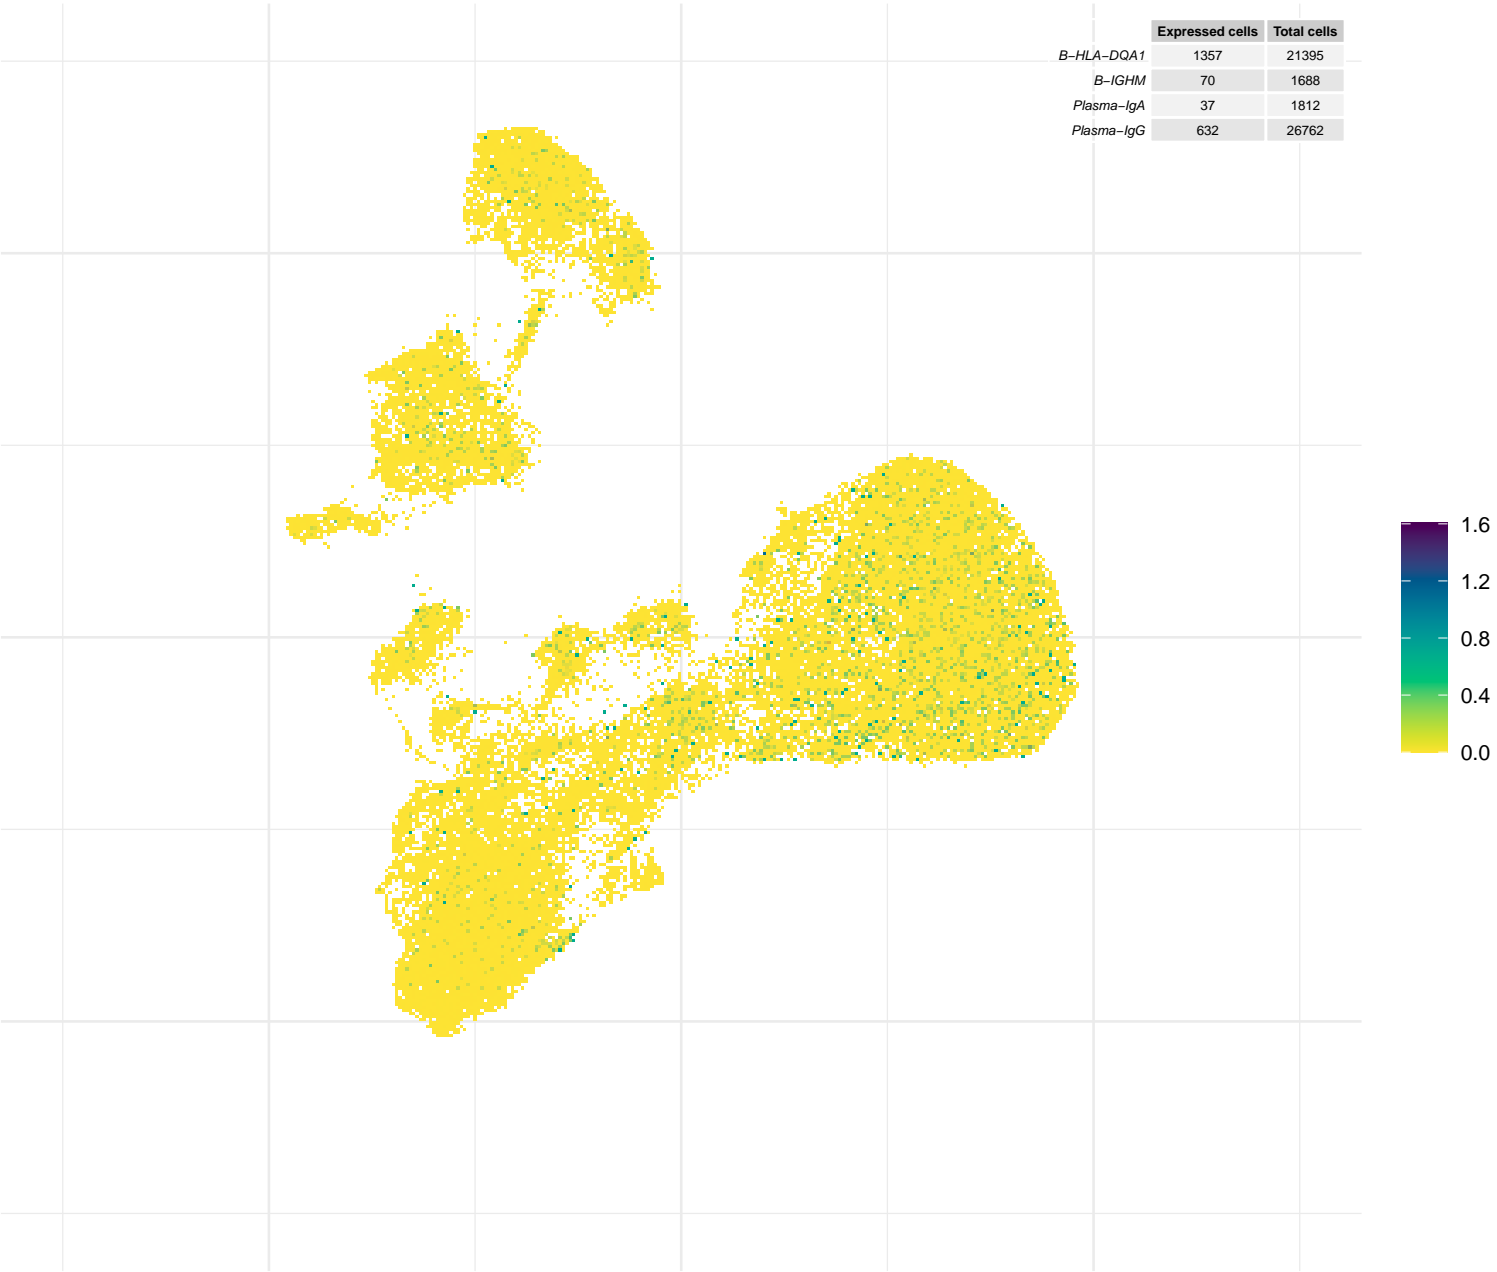 Expressed cells Total cells
B−HLA−DQA1 1357 21395
B−IGHM 70 1688
Plasma−IgA 37 1812
Plasma−IgG 632 26762
1.6
1.2
0.8
0.4
0.0